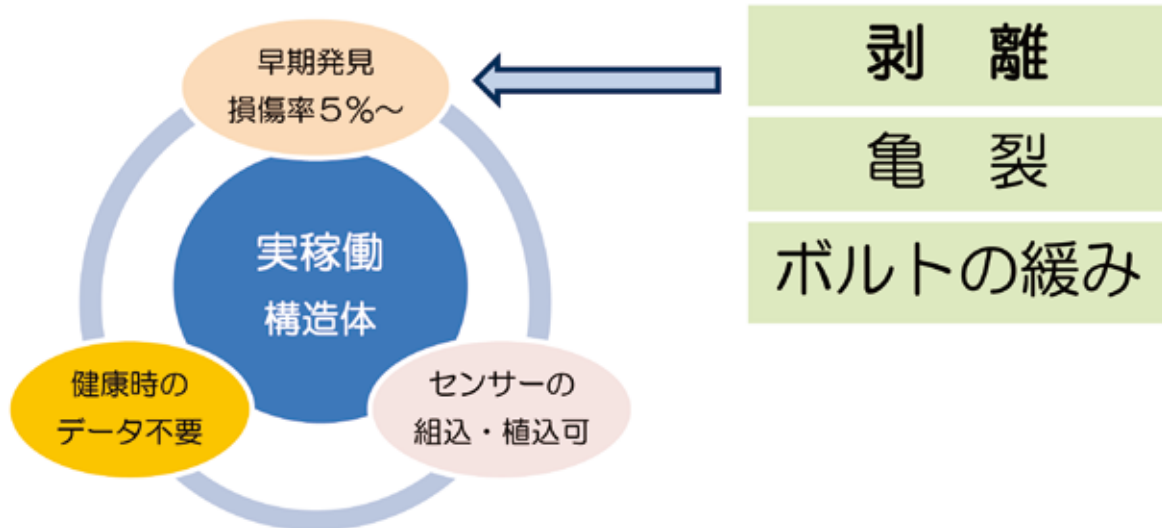 早期発見
損傷率5%~
実稼働
構造体
健康時の
データ不要
センサーの
組込・植込可
剥　離
亀　裂
ボルトの緩み